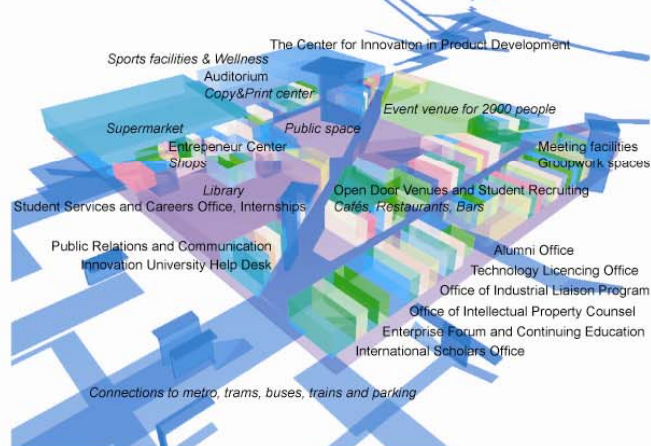 The Center for Innovation in Product Development
Sports facilities & Wellness
Auditorium
Copy&Print center
Event venue for 2000 people
Supermarket
Public space
Entrepeneur Center
Meeting facilities
Shops
Groupwork spaces
Library
Open Door Venues and Student Recruiting
Student Services and Careers Office, Internships
Cafés, Restaurants, Bars
Public Relations and Communication
Alumni Office
Innovation University Help Desk
Technology Licencing Office
Office of Industrial Liaison Program
Office of Intellectual Property Counsel
Enterprise Forum and Continuing Education
International Scholars Office
Connections to metro, trams, buses, trains and parking